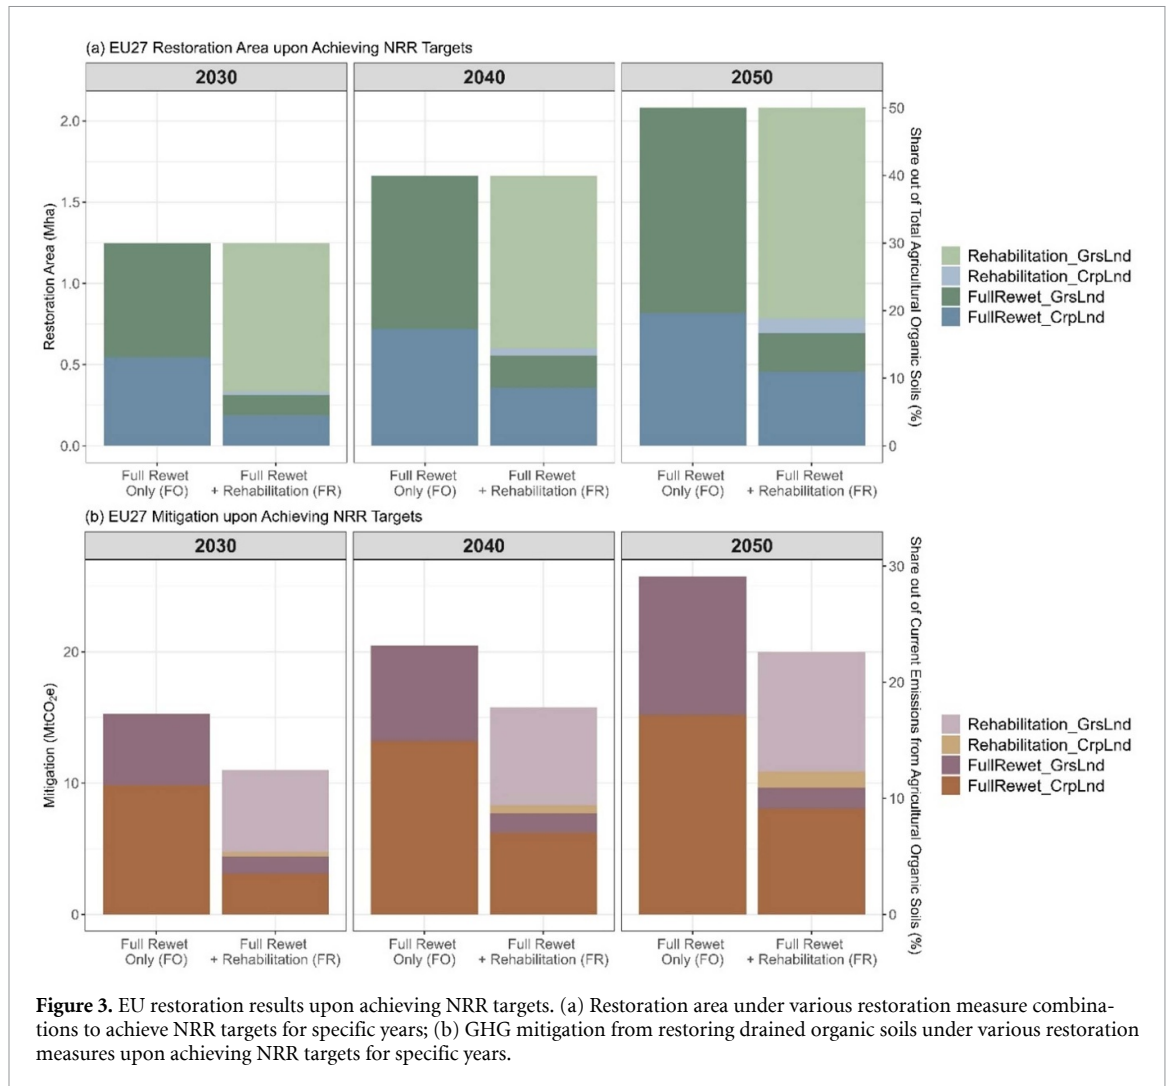 (a) EU27 Restoration Area upon Achieving NRR Targets
2030
2040
2050
Restoration Area (Mha)
2.0
1.5
1.0
0.5
0.0
50
40
30
20
10
0
Share out of Total Agricultural Organic Soils (%)
Full Rewet
Only (FO)
Full Rewet
+ Rehabilitation (FR)
Full Rewet
Only (FO)
Full Rewet
+ Rehabilitation (FR)
Full Rewet
Only (FO)
Full Rewet
+ Rehabilitation (FR)
Rehabilitation_GrsLnd
Rehabilitation_CrpLnd
FullRewet_GrsLnd
FullRewet_CrpLnd
(b) EU27 Mitigation upon Achieving NRR Targets
2030
2040
2050
Mitigation (MtCO₂e)
20
10
0
30
20
10
0
Share out of Current Emissions from Agricultural Organic Soils (%)
Full Rewet
Only (FO)
Full Rewet
+ Rehabilitation (FR)
Full Rewet
Only (FO)
Full Rewet
+ Rehabilitation (FR)
Full Rewet
Only (FO)
Full Rewet
+ Rehabilitation (FR)
Rehabilitation_GrsLnd
Rehabilitation_CrpLnd
FullRewet_GrsLnd
FullRewet_CrpLnd
Figure 3. EU restoration results upon achieving NRR targets. (a) Restoration area under various restoration measure combina-
tions to achieve NRR targets for specific years; (b) GHG mitigation from restoring drained organic soils under various restoration
measures upon achieving NRR targets for specific years.